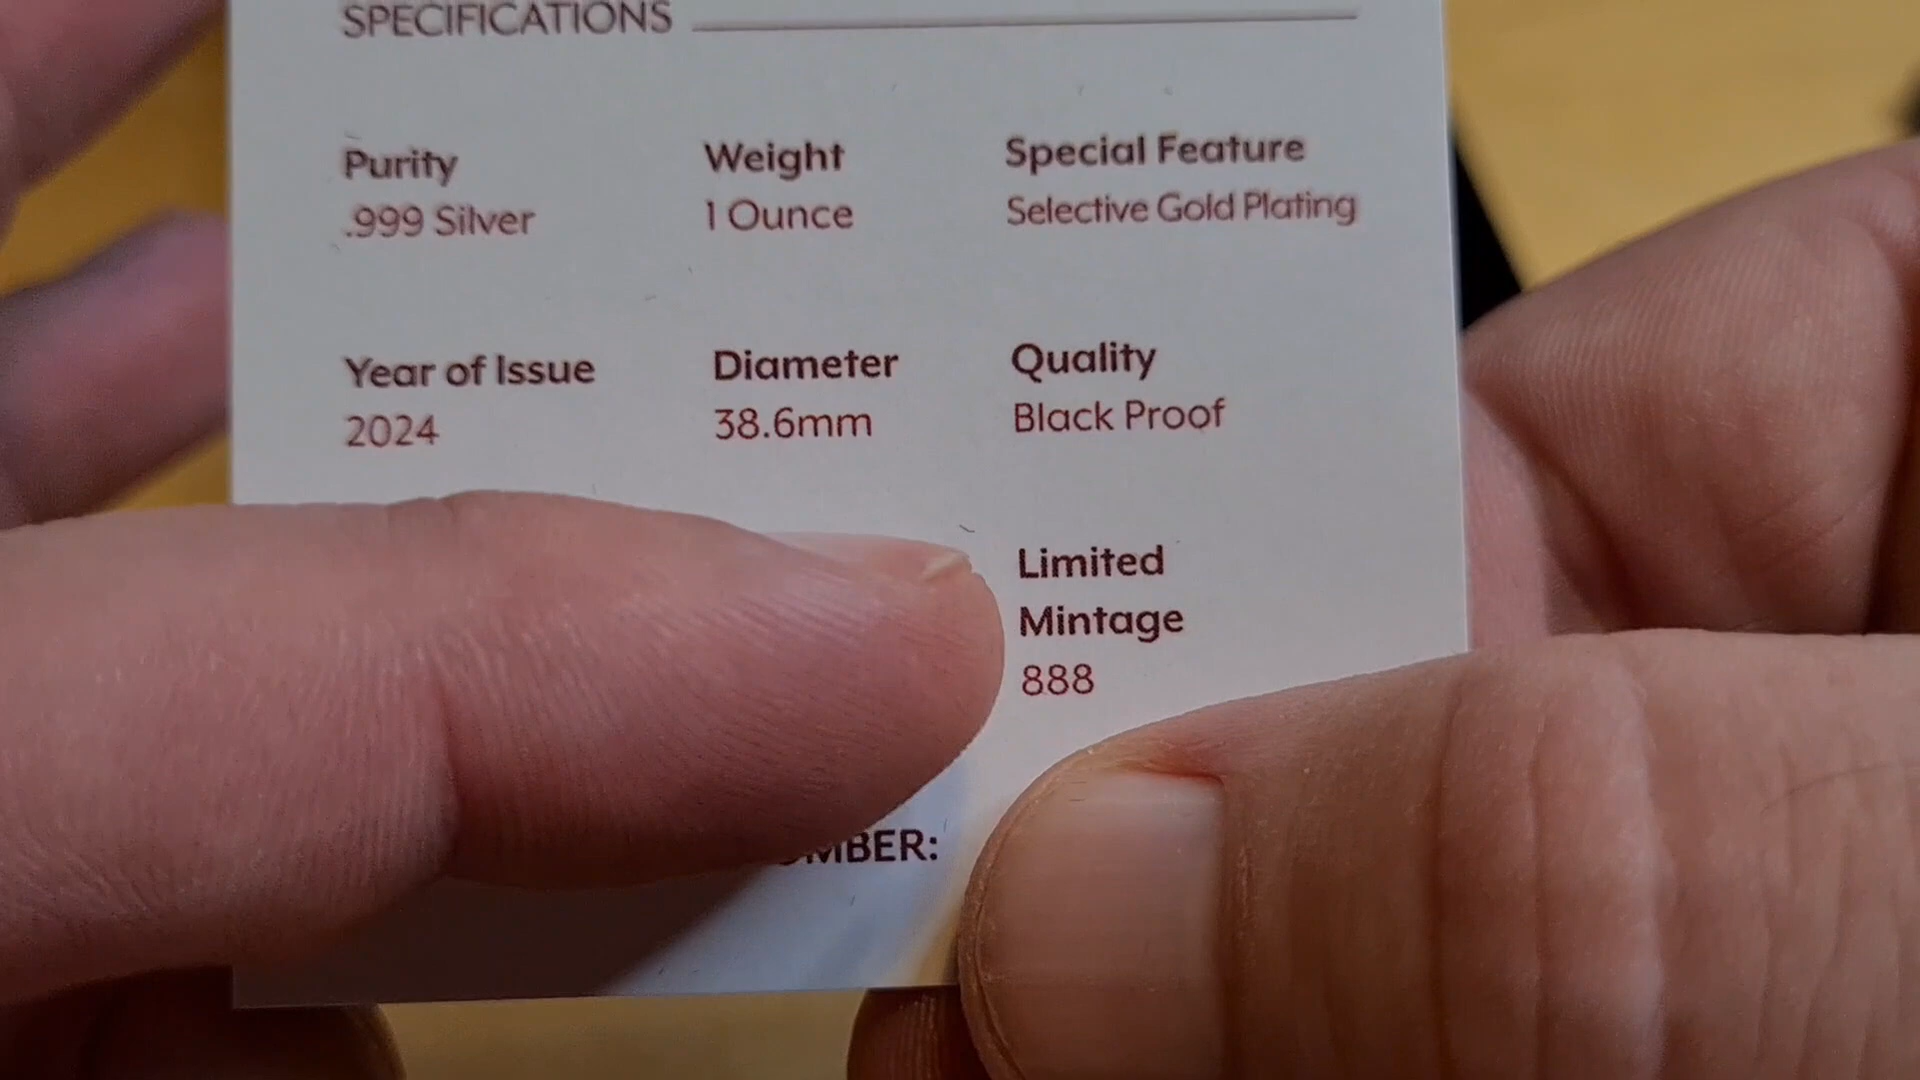 SPECIFICATIONS
Purity
.999 Silver
Weight
1 Ounce
Special Feature
Selective Gold Plating
Year of Issue
2024
Diameter
38.6mm
Quality
Black Proof
Limited
Mintage
888